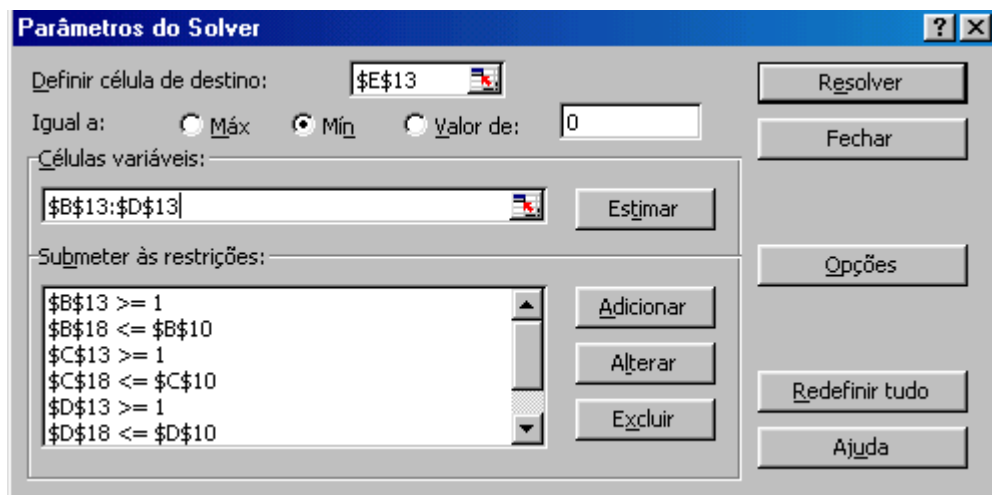 Parâmetros do Solver
Definir célula de destino: $E$13 Resolver
Igual a: Máx Mín Valor de: 0 Fechar
Células variáveis:
$B$13:$D$13 Estimar
Submeter às restrições: Opções
$B$13 >= 1 Adicionar
$B$18 <= $B$10
$C$13 >= 1 Alterar
$C$18 <= $C$10
$D$13 >= 1 Redefinir tudo
$D$18 <= $D$10 Excluir
Ajuda